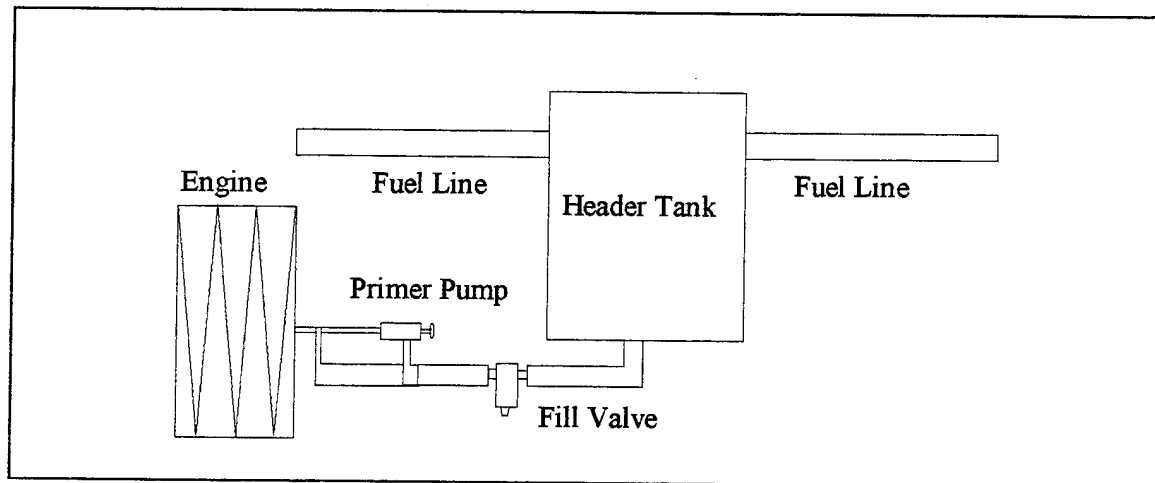 Engine
Fuel Line
Header Tank
Fuel Line
Primer Pump
Fill Valve